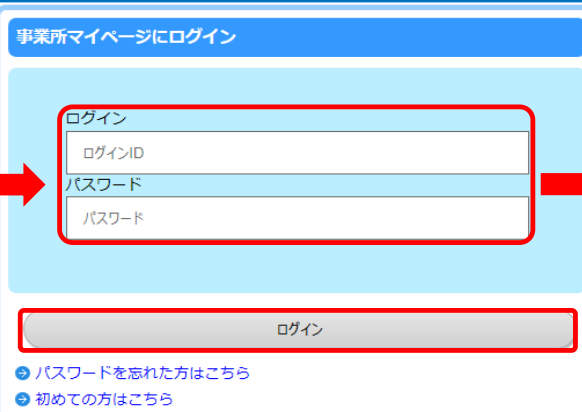 事業所マイページにログイン
ログイン
ログインID
パスワード
パスワード
ログイン
パスワードを忘れた方はこちら
初めての方はこちら